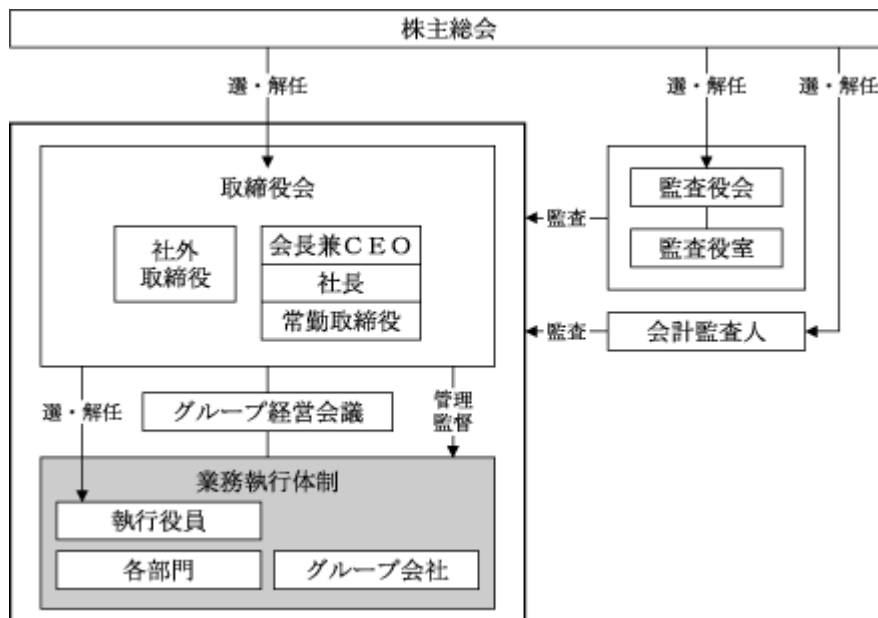 株主総会
選・解任
選・解任
選・解任
取締役会
社外
取締役
会長兼ＣＥＯ
社長
常勤取締役
監査役会
監査役室
監査
会計監査人
監査
選・解任
グループ経営会議
管理
監督
業務執行体制
執行役員
各部門
グループ会社